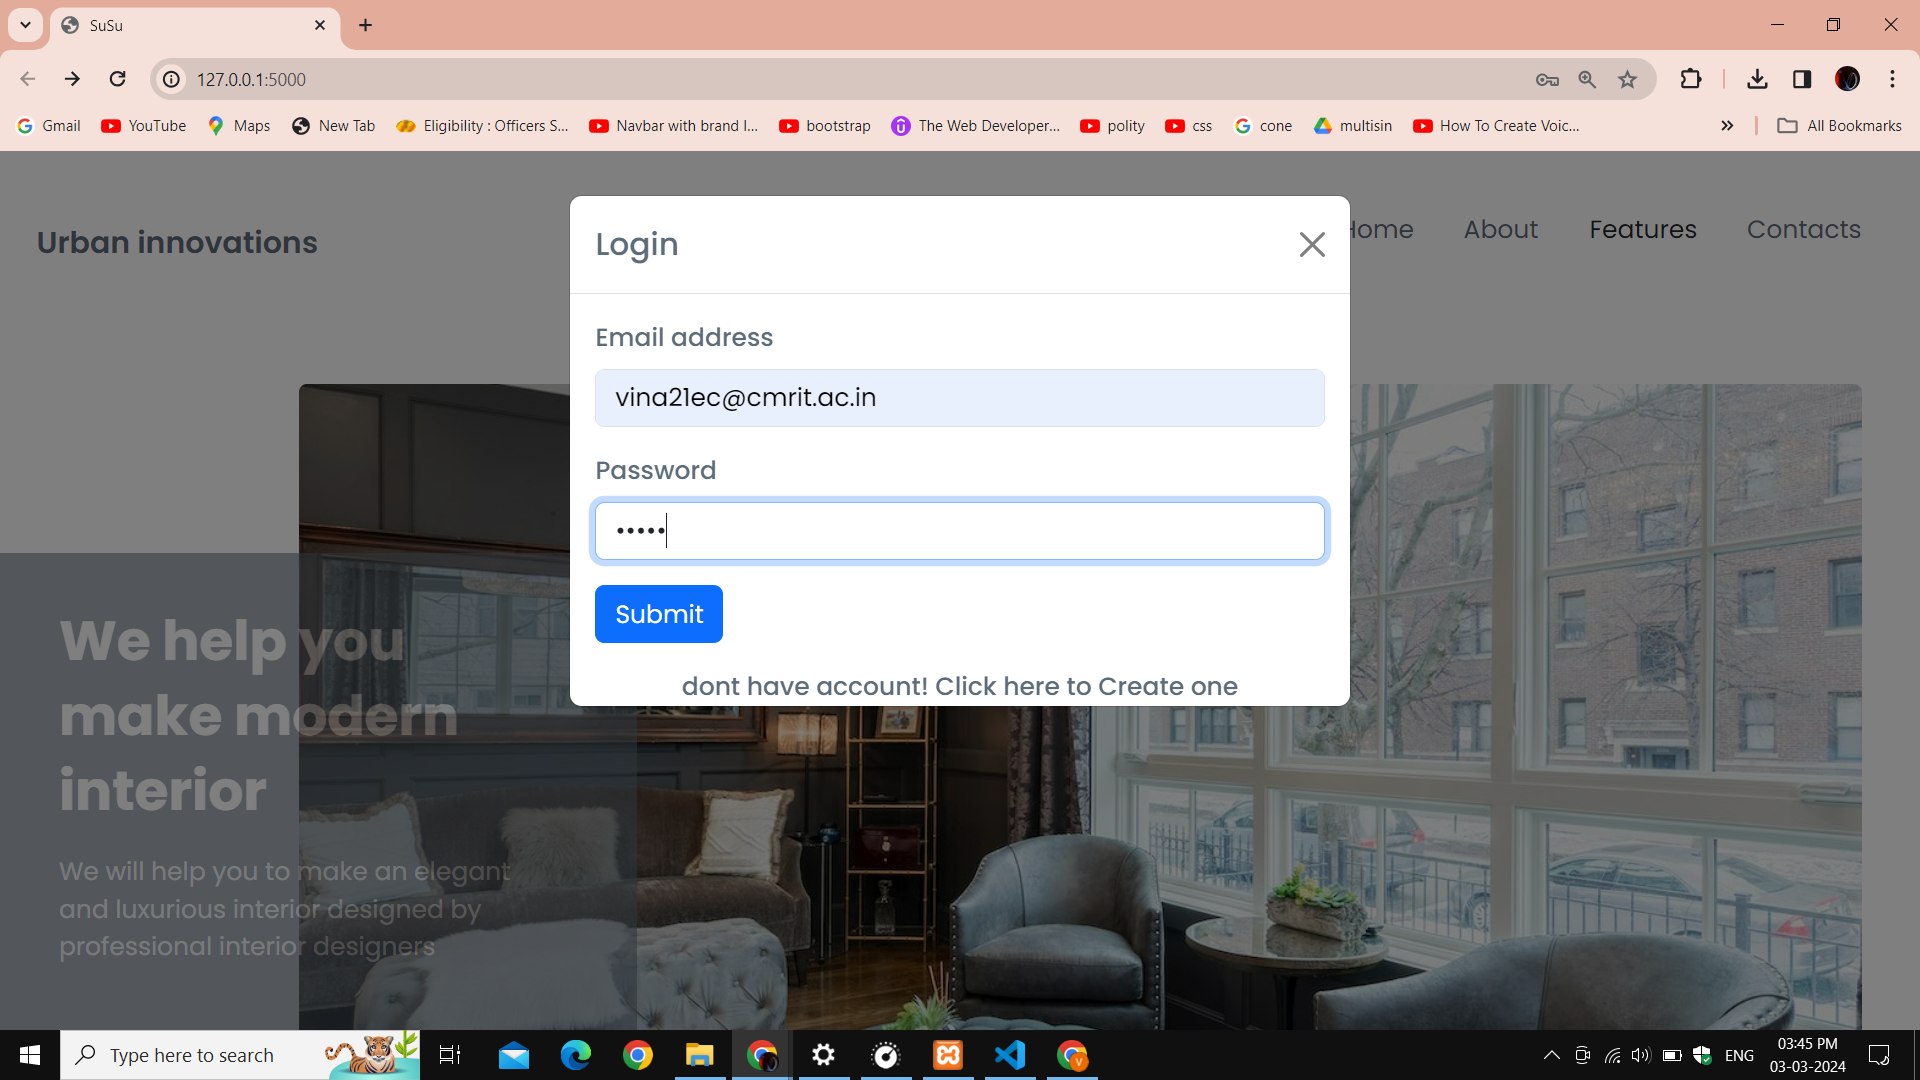 SuSu
127.0.0.1:5000
Gmail YouTube Maps New Tab Eligibility : Officers S... Navbar with brand I... bootstrap The Web Developer... polity css cone multisin How To Create Voic... All Bookmarks
Urban innovations
Home About Features Contacts
Login
Email address
vina21ec@cmrit.ac.in
Password
•••••
Submit
dont have account! Click here to Create one
We help you
make modern
interior
We will help you to make an elegant
and luxurious interior designed by
professional interior designers
Type here to search
ENG
03:45 PM
03-03-2024